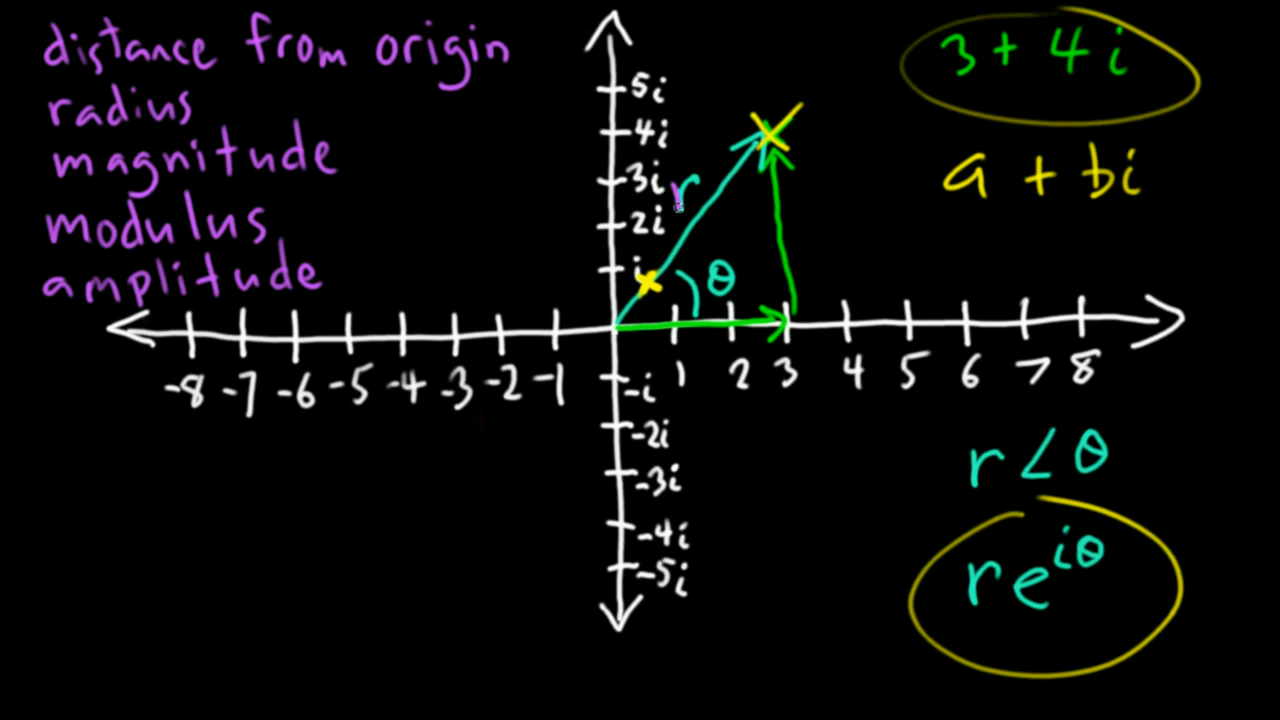 distance from origin
radius
magnitude
modulus
amplitude
3 + 4i
a + bi
5i
4i
3i
2i
i
r
θ
-8 -7 -6 -5 -4 -3 -2 -1 1 2 3 4 5 6 7 8
-i
-2i
-3i
-4i
-5i
r∠θ
re^{iθ}